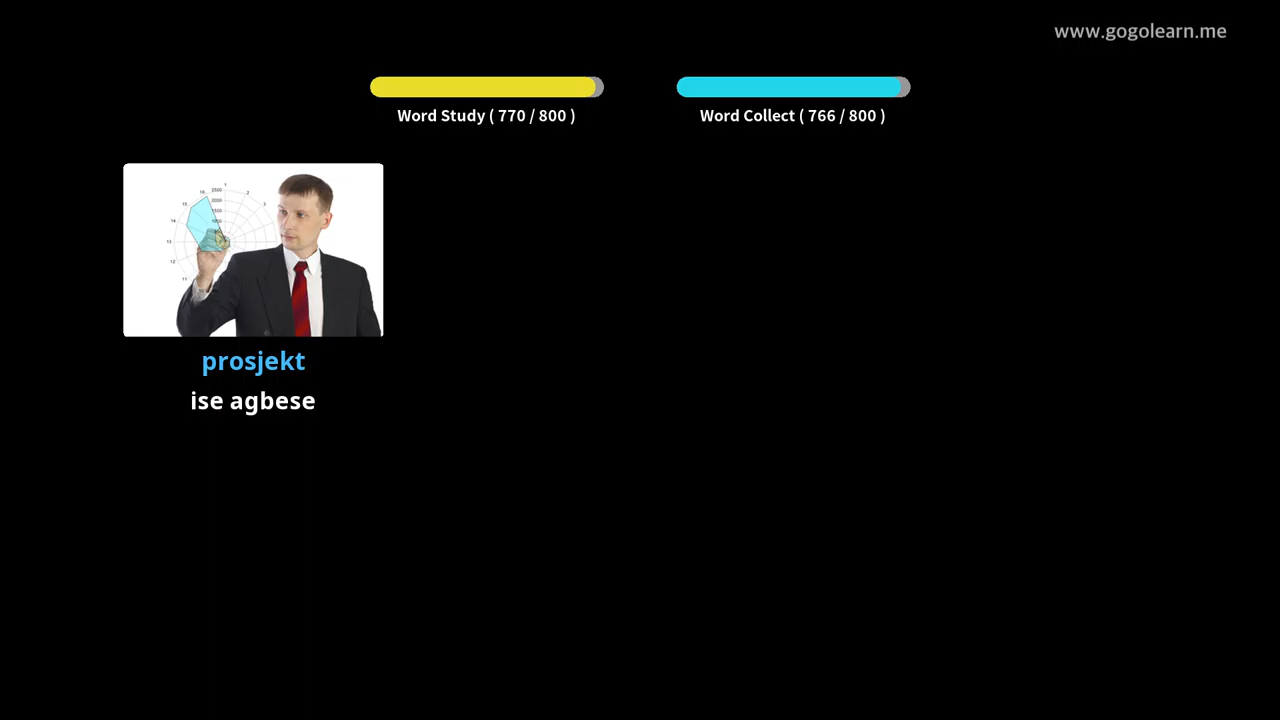 www.gogolearn.me
Word Study ( 770 / 800 )
Word Collect ( 766 / 800 )
prosjekt
ise agbese